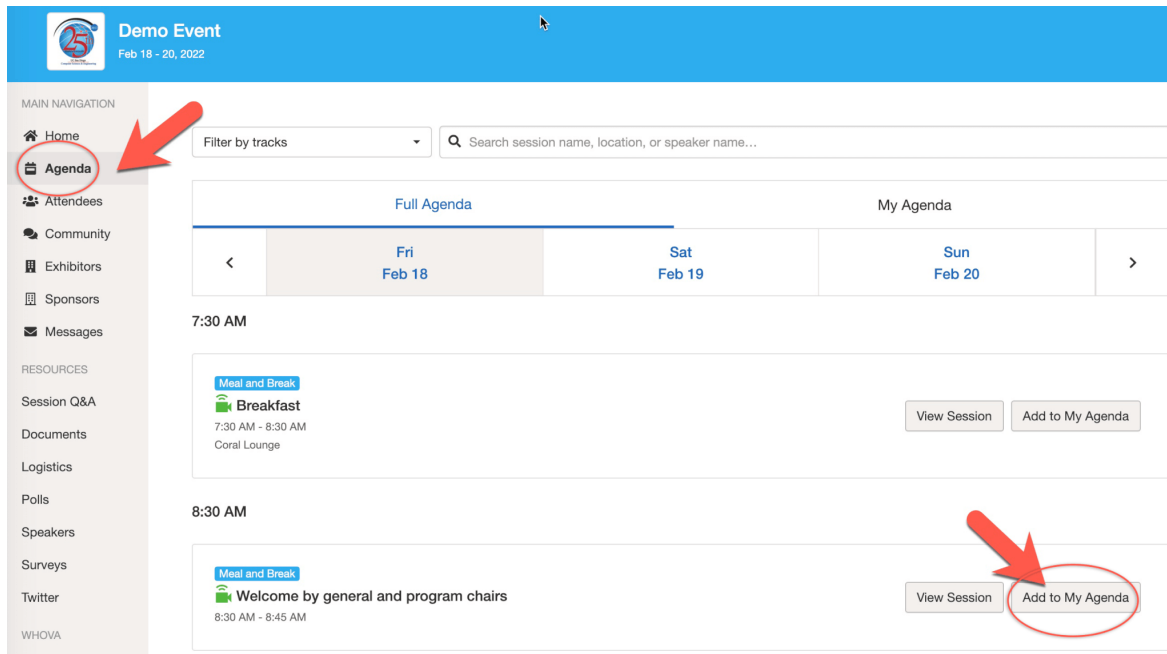 25
Demo Event
Feb 18 - 20, 2022
MAIN NAVIGATION
Home
Agenda
Attendees
Community
Exhibitors
Sponsors
Messages
RESOURCES
Session Q&A
Documents
Logistics
Polls
Speakers
Surveys
Twitter
WHOVA
Filter by tracks
Search session name, location, or speaker name...
Full Agenda
My Agenda
Fri
Feb 18
Sat
Feb 19
Sun
Feb 20
7:30 AM
Meal and Break
Breakfast
7:30 AM - 8:30 AM
Coral Lounge
View Session
Add to My Agenda
8:30 AM
Meal and Break
Welcome by general and program chairs
8:30 AM - 8:45 AM
View Session
Add to My Agenda